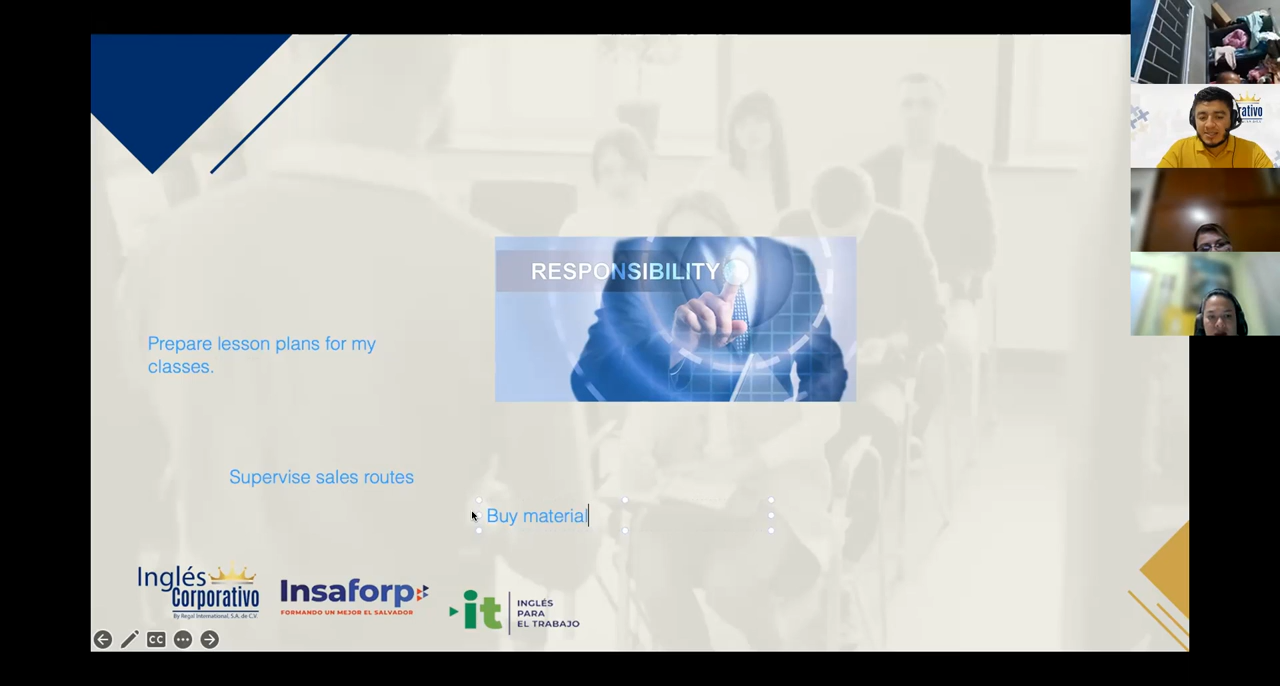 RESPONSIBILITY
Prepare lesson plans for my
classes.
Supervise sales routes
Buy material
Inglés
Corporativo
By Regal International, S.A. de C.V.
Insaforp
FORMANDO UN MEJOR EL SALVADOR
it
INGLÉS
PARA
EL TRABAJO
CC